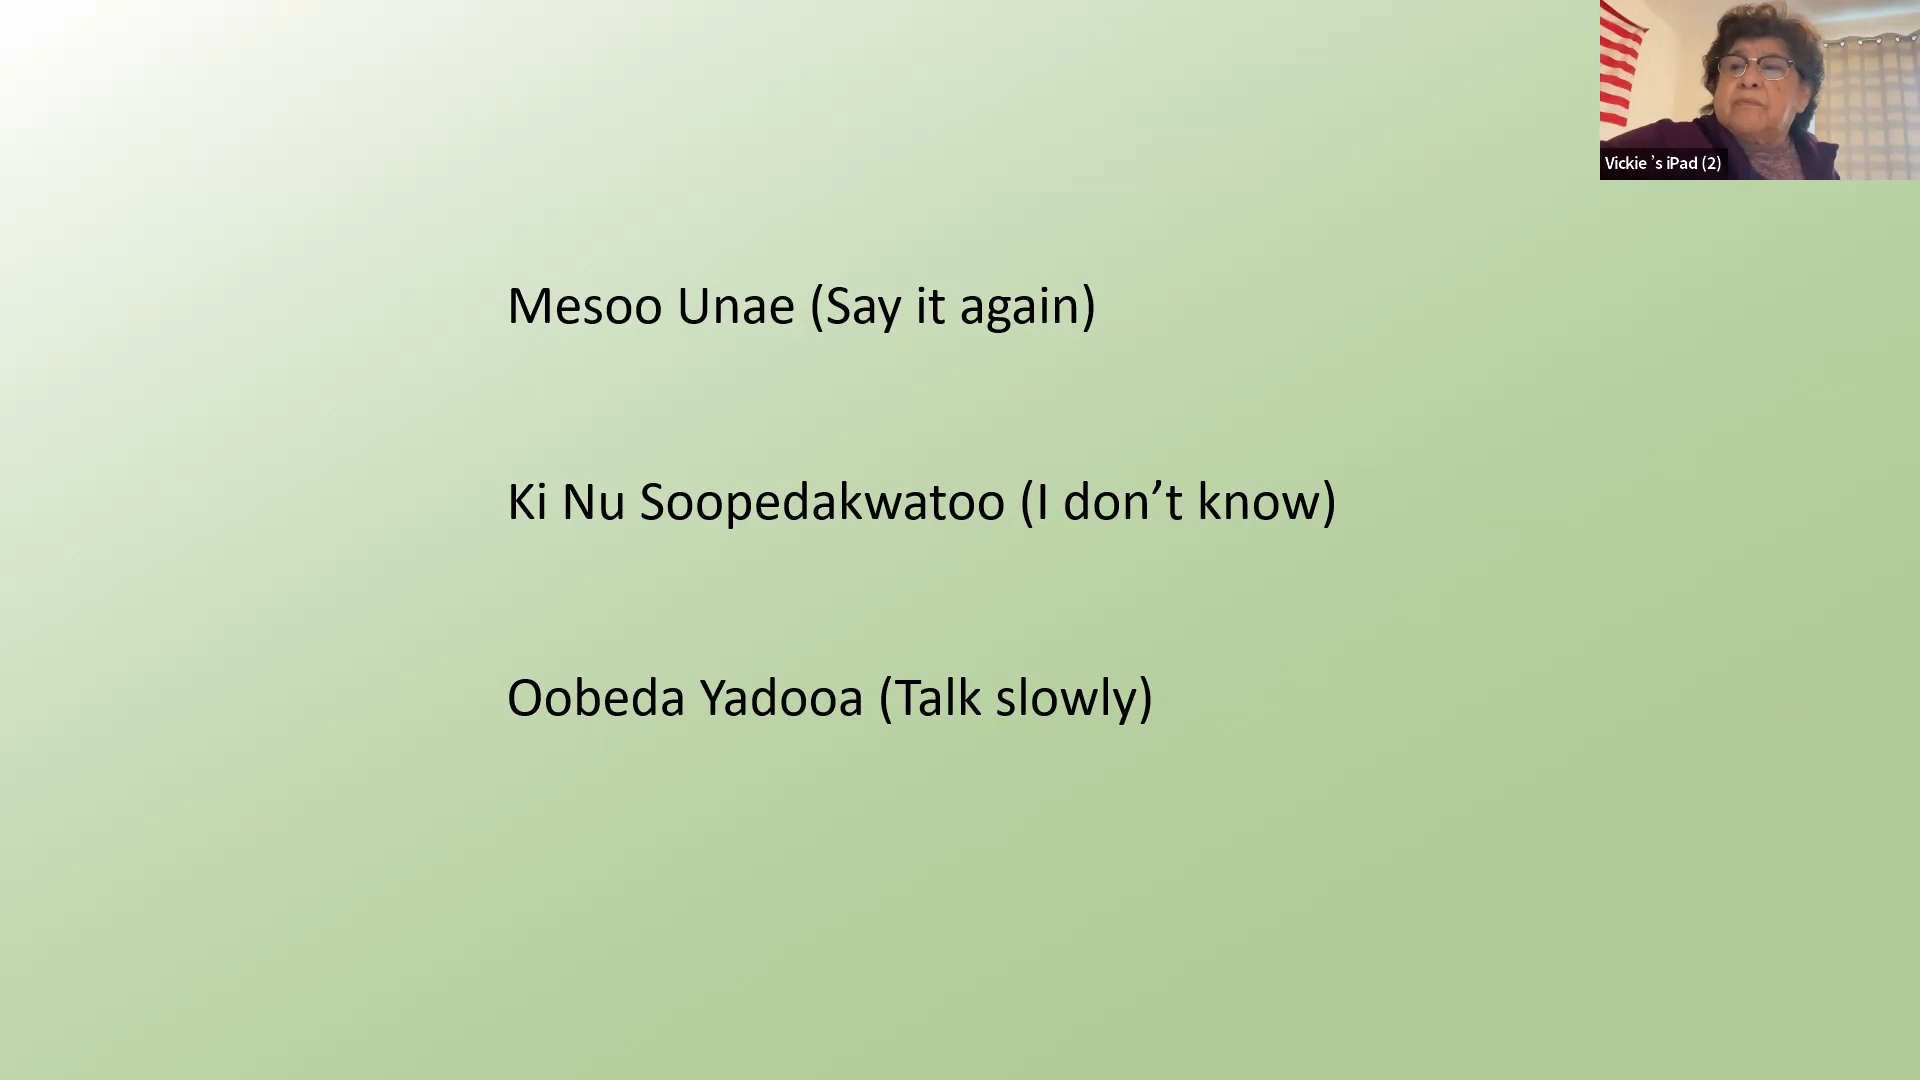 Vickie 's iPad (2)
Mesoo Unae (Say it again)
Ki Nu Soopedakwatoo (I don’t know)
Oobeda Yadooa (Talk slowly)